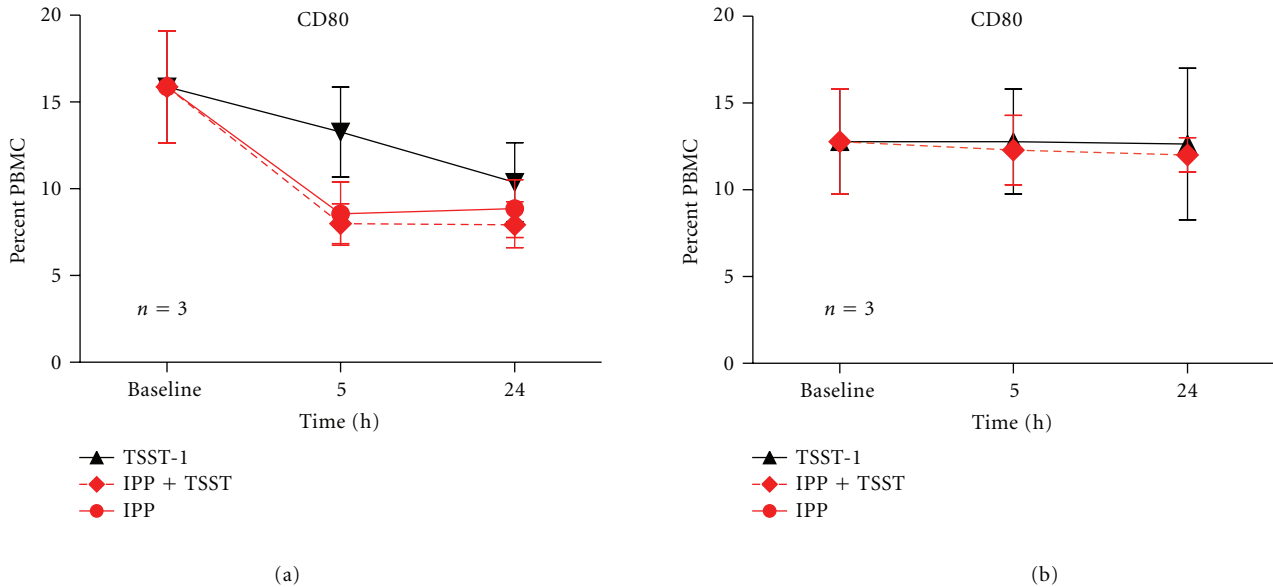 CD80
20
15
10
5
0
Percent PBMC
n = 3
Baseline 5 24
Time (h)
TSST-1
IPP + TSST
IPP
(a)
CD80
20
15
10
5
0
Percent PBMC
n = 3
Baseline 5 24
Time (h)
TSST-1
IPP + TSST
IPP
(b)